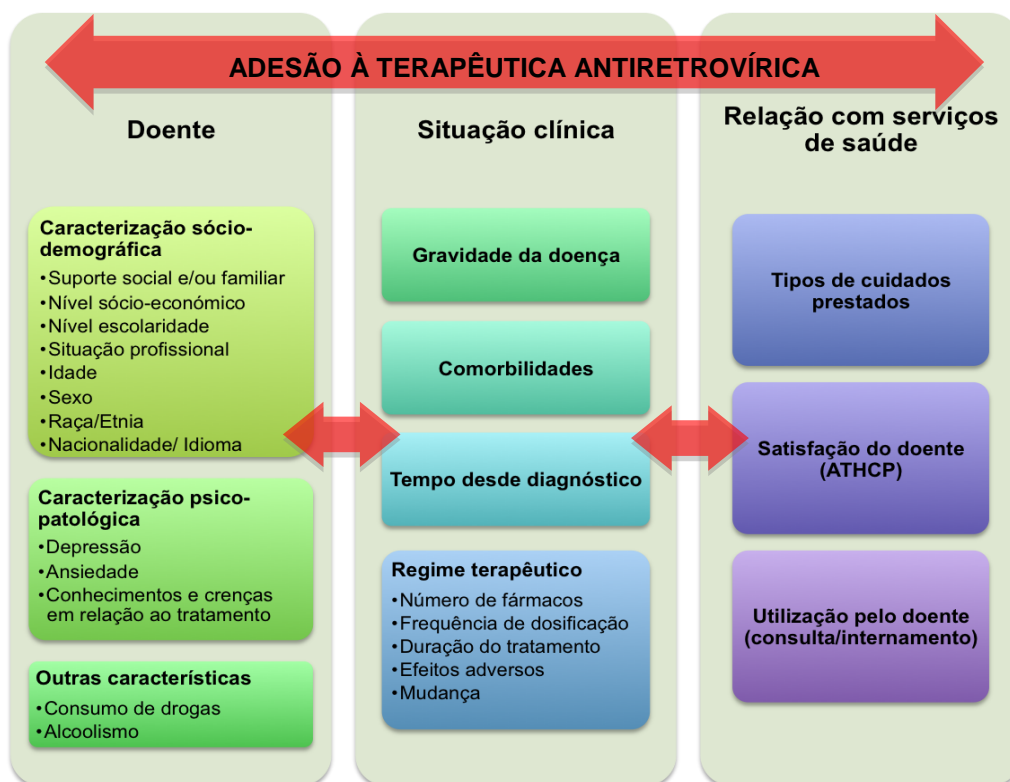 ADESÃO À TERAPÊUTICA ANTIRETROVÍRICA
Doente
Caracterização sócio-
demográfica
•Suporte social e/ou familiar
•Nível sócio-económico
•Nível escolaridade
•Situação profissional
•Idade
•Sexo
•Raça/Etnia
•Nacionalidade/ Idioma
Caracterização psico-
patológica
•Depressão
•Ansiedade
•Conhecimentos e crenças
em relação ao tratamento
Outras características
•Consumo de drogas
•Alcoolismo
Situação clínica
Gravidade da doença
Comorbilidades
Tempo desde diagnóstico
Regime terapêutico
•Número de fármacos
•Frequência de dosificação
•Duração do tratamento
•Efeitos adversos
•Mudança
Relação com serviços
de saúde
Tipos de cuidados
prestados
Satisfação do doente
(ATHCP)
Utilização pelo doente
(consulta/internamento)